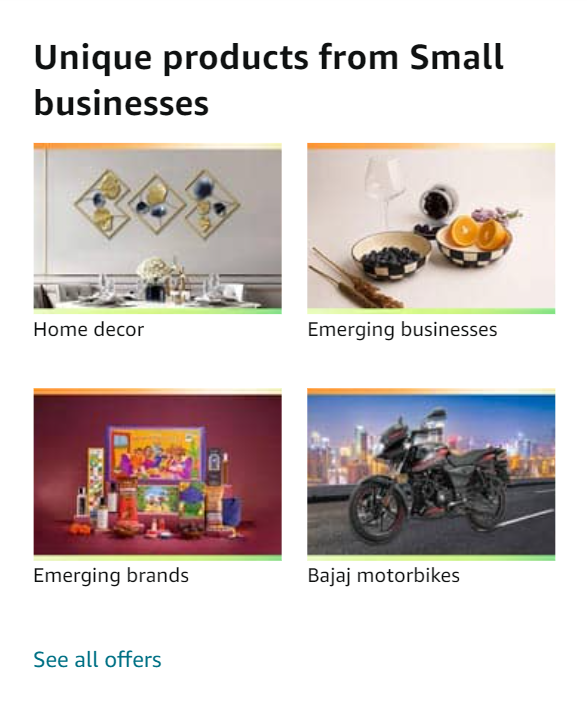 Unique products from Small
businesses
Home decor
Emerging businesses
Emerging brands
Bajaj motorbikes
See all offers